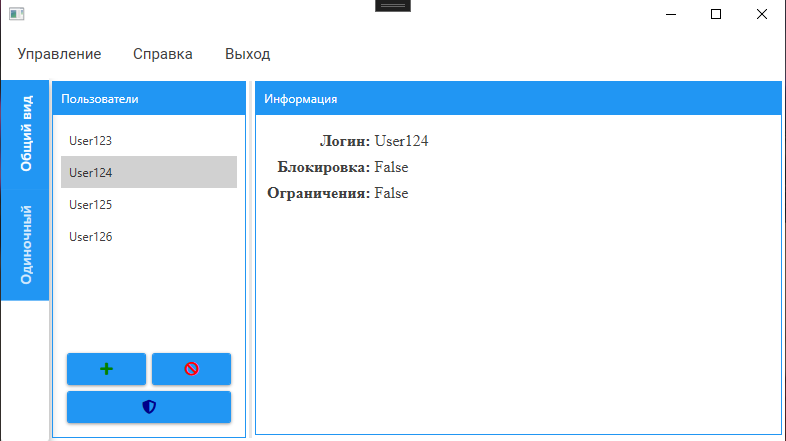 Управление Справка Выход
Общий вид
Одиночный
Пользователи
User123
User124
User125
User126
Информация
Логин: User124
Блокировка: False
Ограничения: False